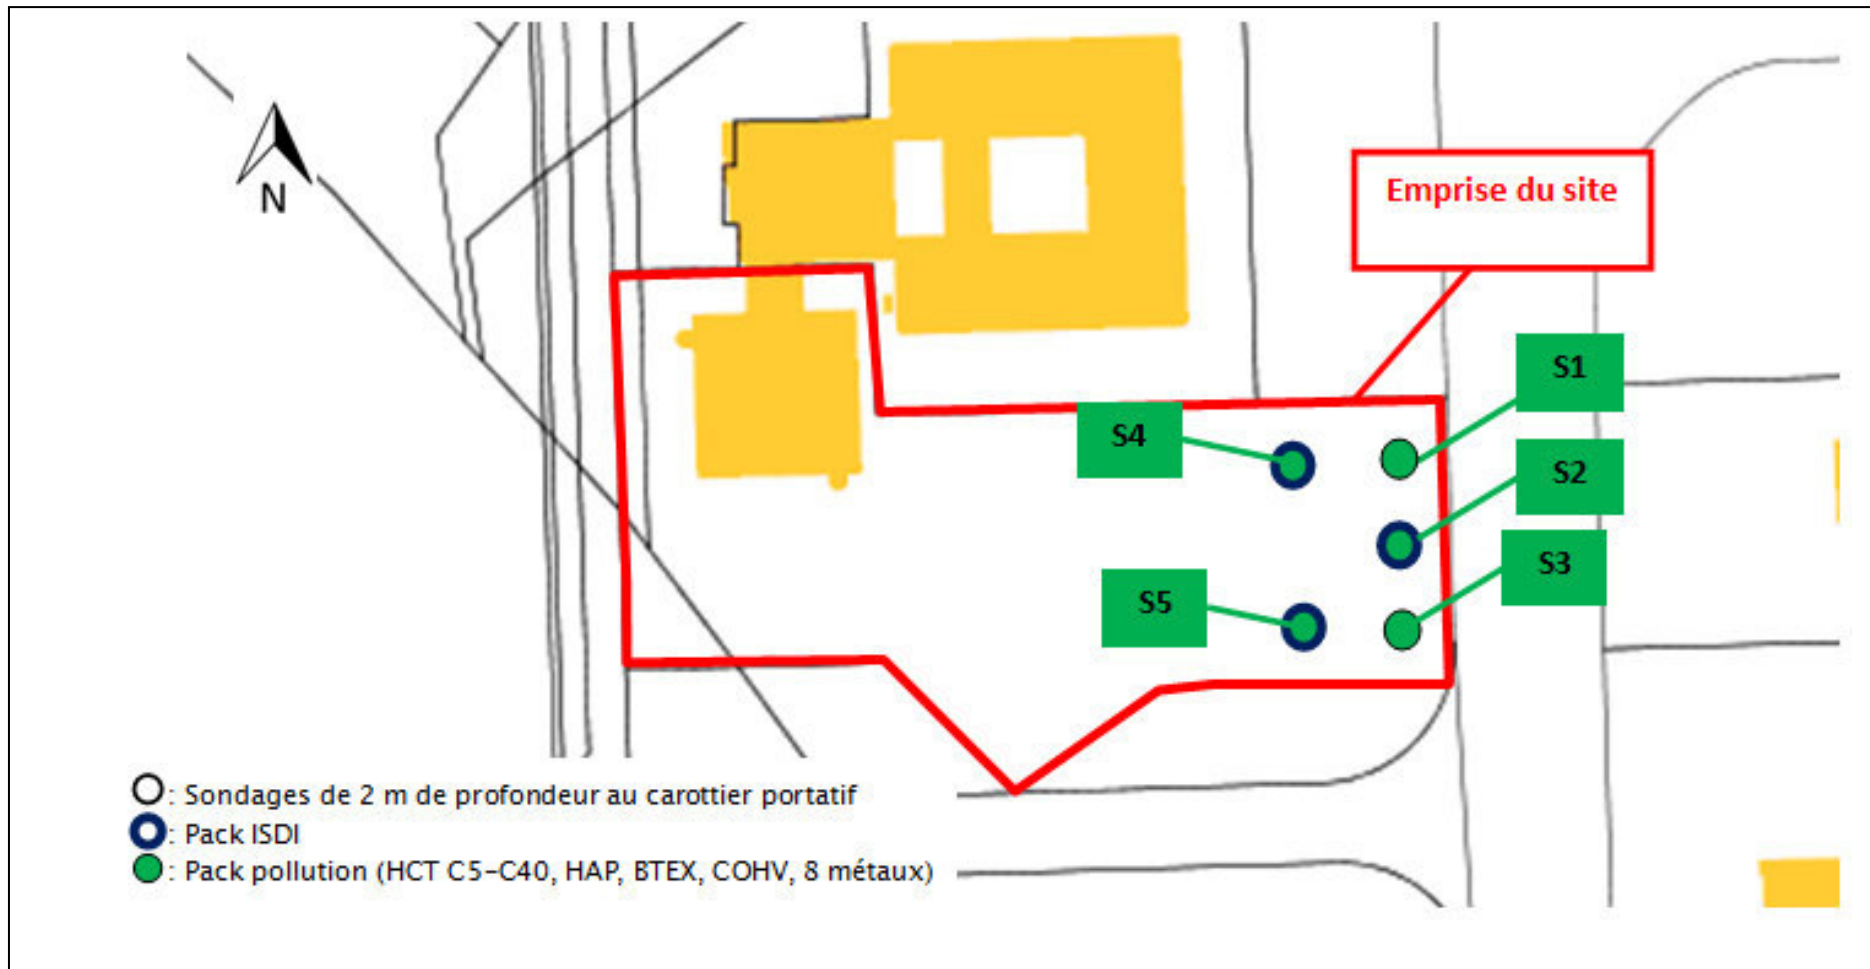 N
Emprise du site
S1
S4
S2
S3
S5
: Sondages de 2 m de profondeur au carottier portatif
: Pack ISDI
: Pack pollution (HCT C5-C40, HAP, BTEX, COHV, 8 métaux)